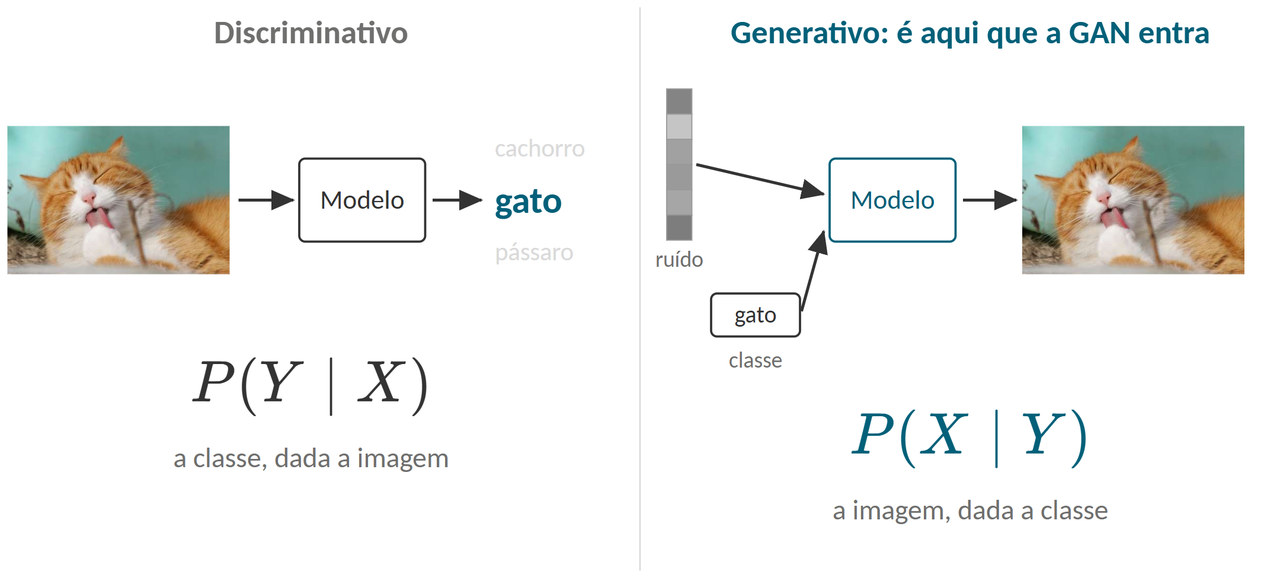 Discriminativo
Modelo
cachorro
gato
pássaro
P(Y | X)
a classe, dada a imagem
Generativo: é aqui que a GAN entra
ruído
gato
classe
Modelo
P(X | Y)
a imagem, dada a classe